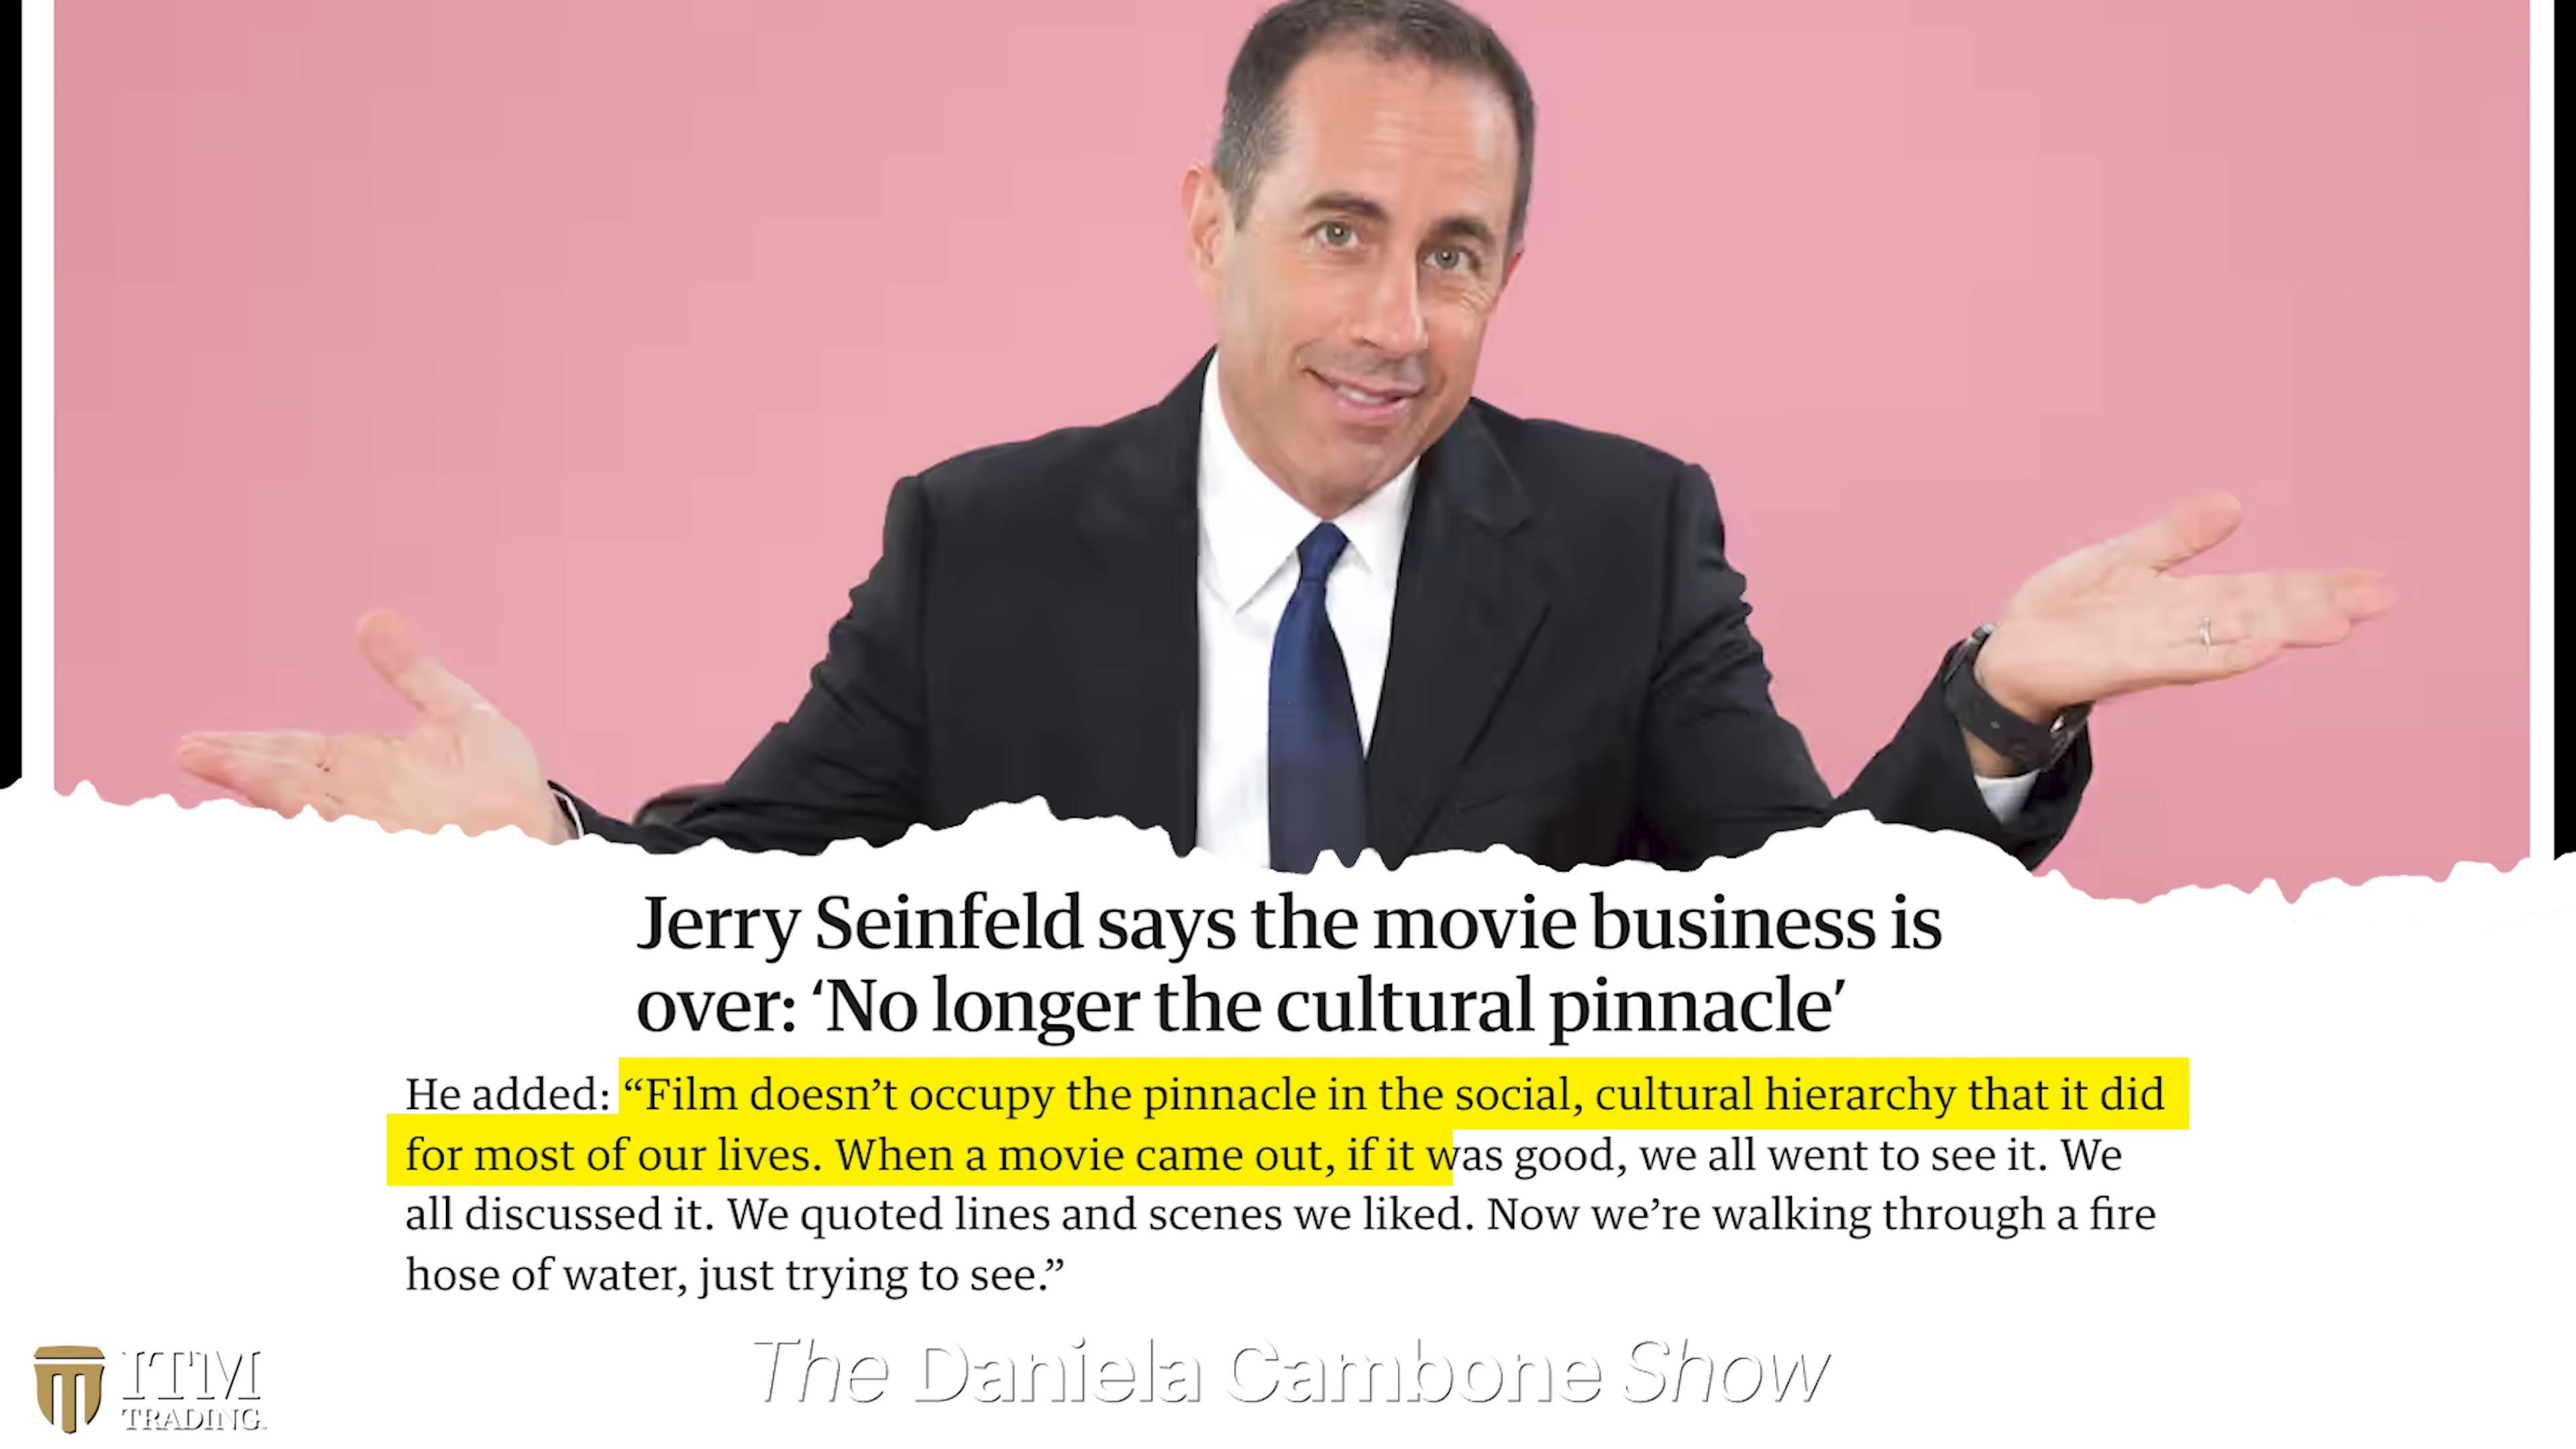 Jerry Seinfeld says the movie business is
over: ‘No longer the cultural pinnacle’
He added: “Film doesn’t occupy the pinnacle in the social, cultural hierarchy that it did
for most of our lives. When a movie came out, if it was good, we all went to see it. We
all discussed it. We quoted lines and scenes we liked. Now we’re walking through a fire
hose of water, just trying to see.”
ITM
TRADING
The Daniela Cambone Show